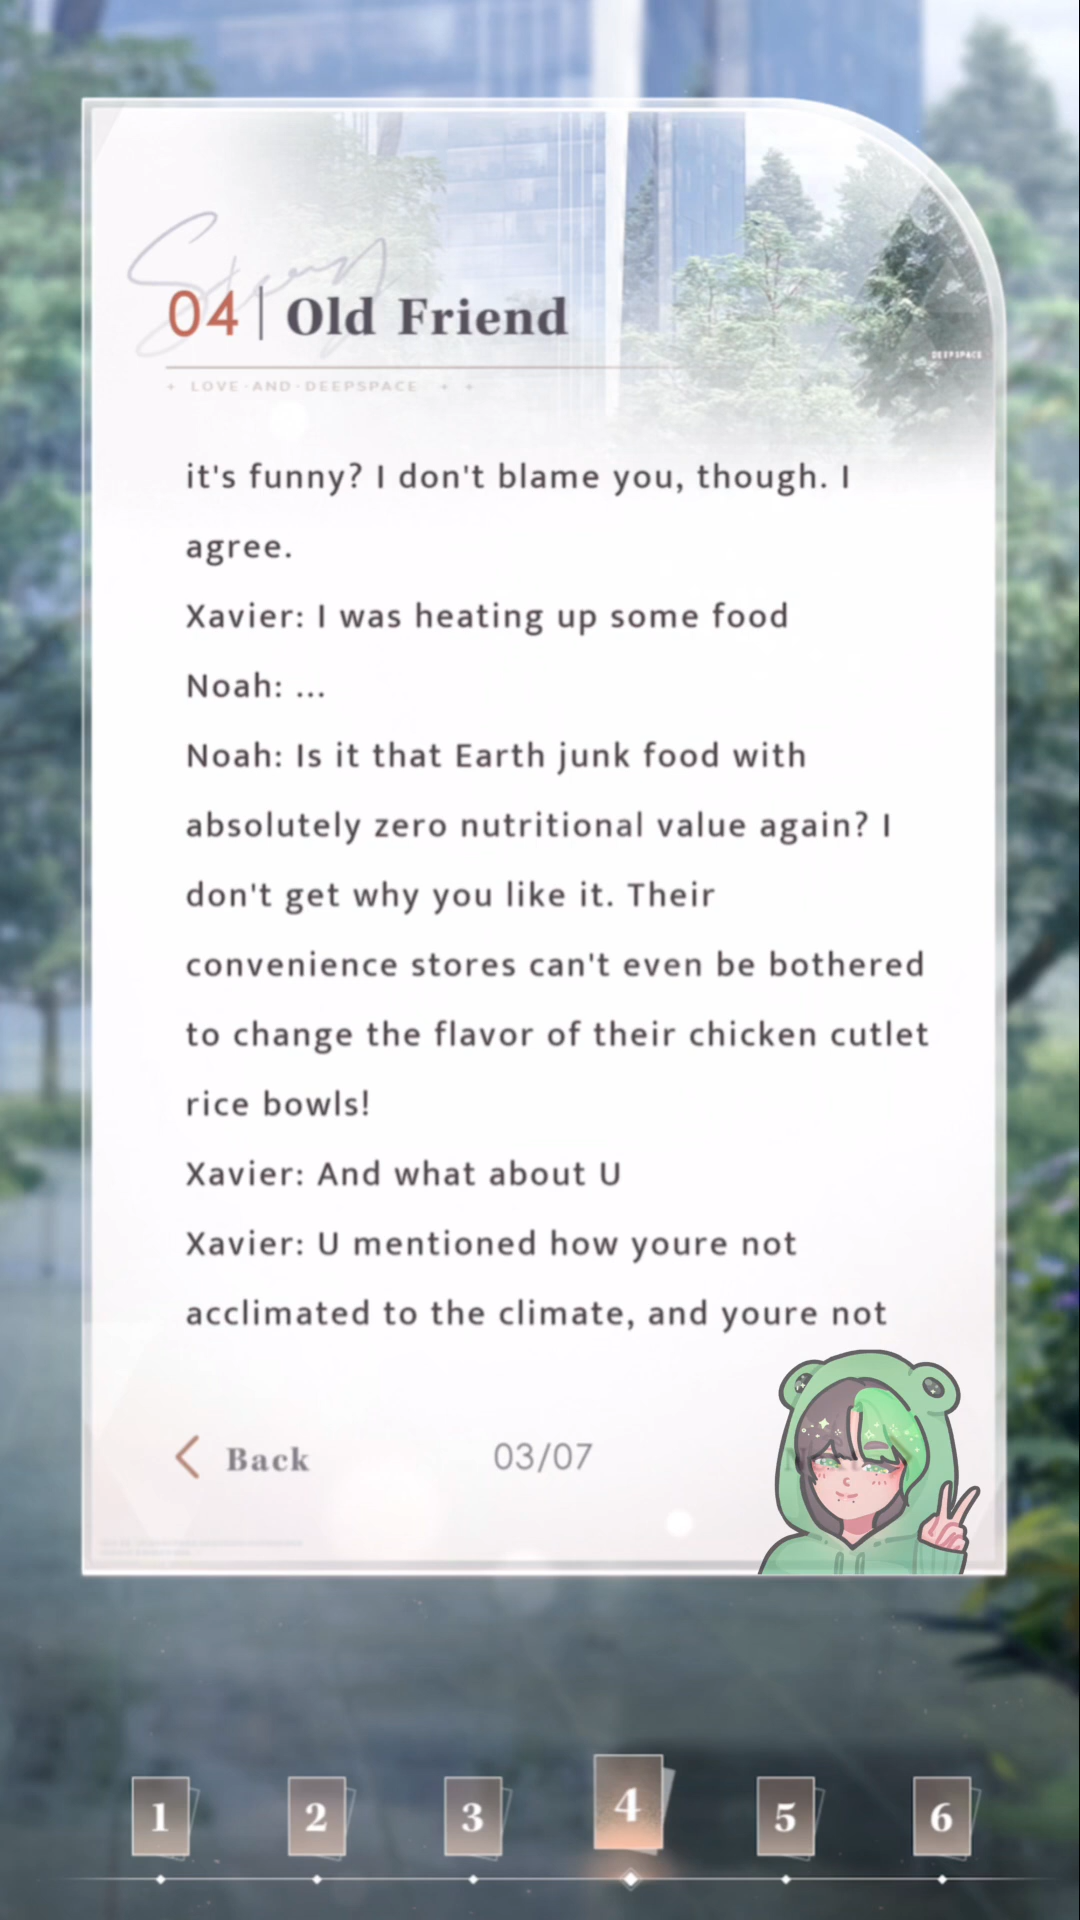 Story
04 | Old Friend
LOVE·AND·DEEPSPACE
DEEPSPACE
it's funny? I don't blame you, though. I
agree.
Xavier: I was heating up some food
Noah: ...
Noah: Is it that Earth junk food with
absolutely zero nutritional value again? I
don't get why you like it. Their
convenience stores can't even be bothered
to change the flavor of their chicken cutlet
rice bowls!
Xavier: And what about U
Xavier: U mentioned how youre not
acclimated to the climate, and youre not
Back
03/07
1
2
3
4
5
6